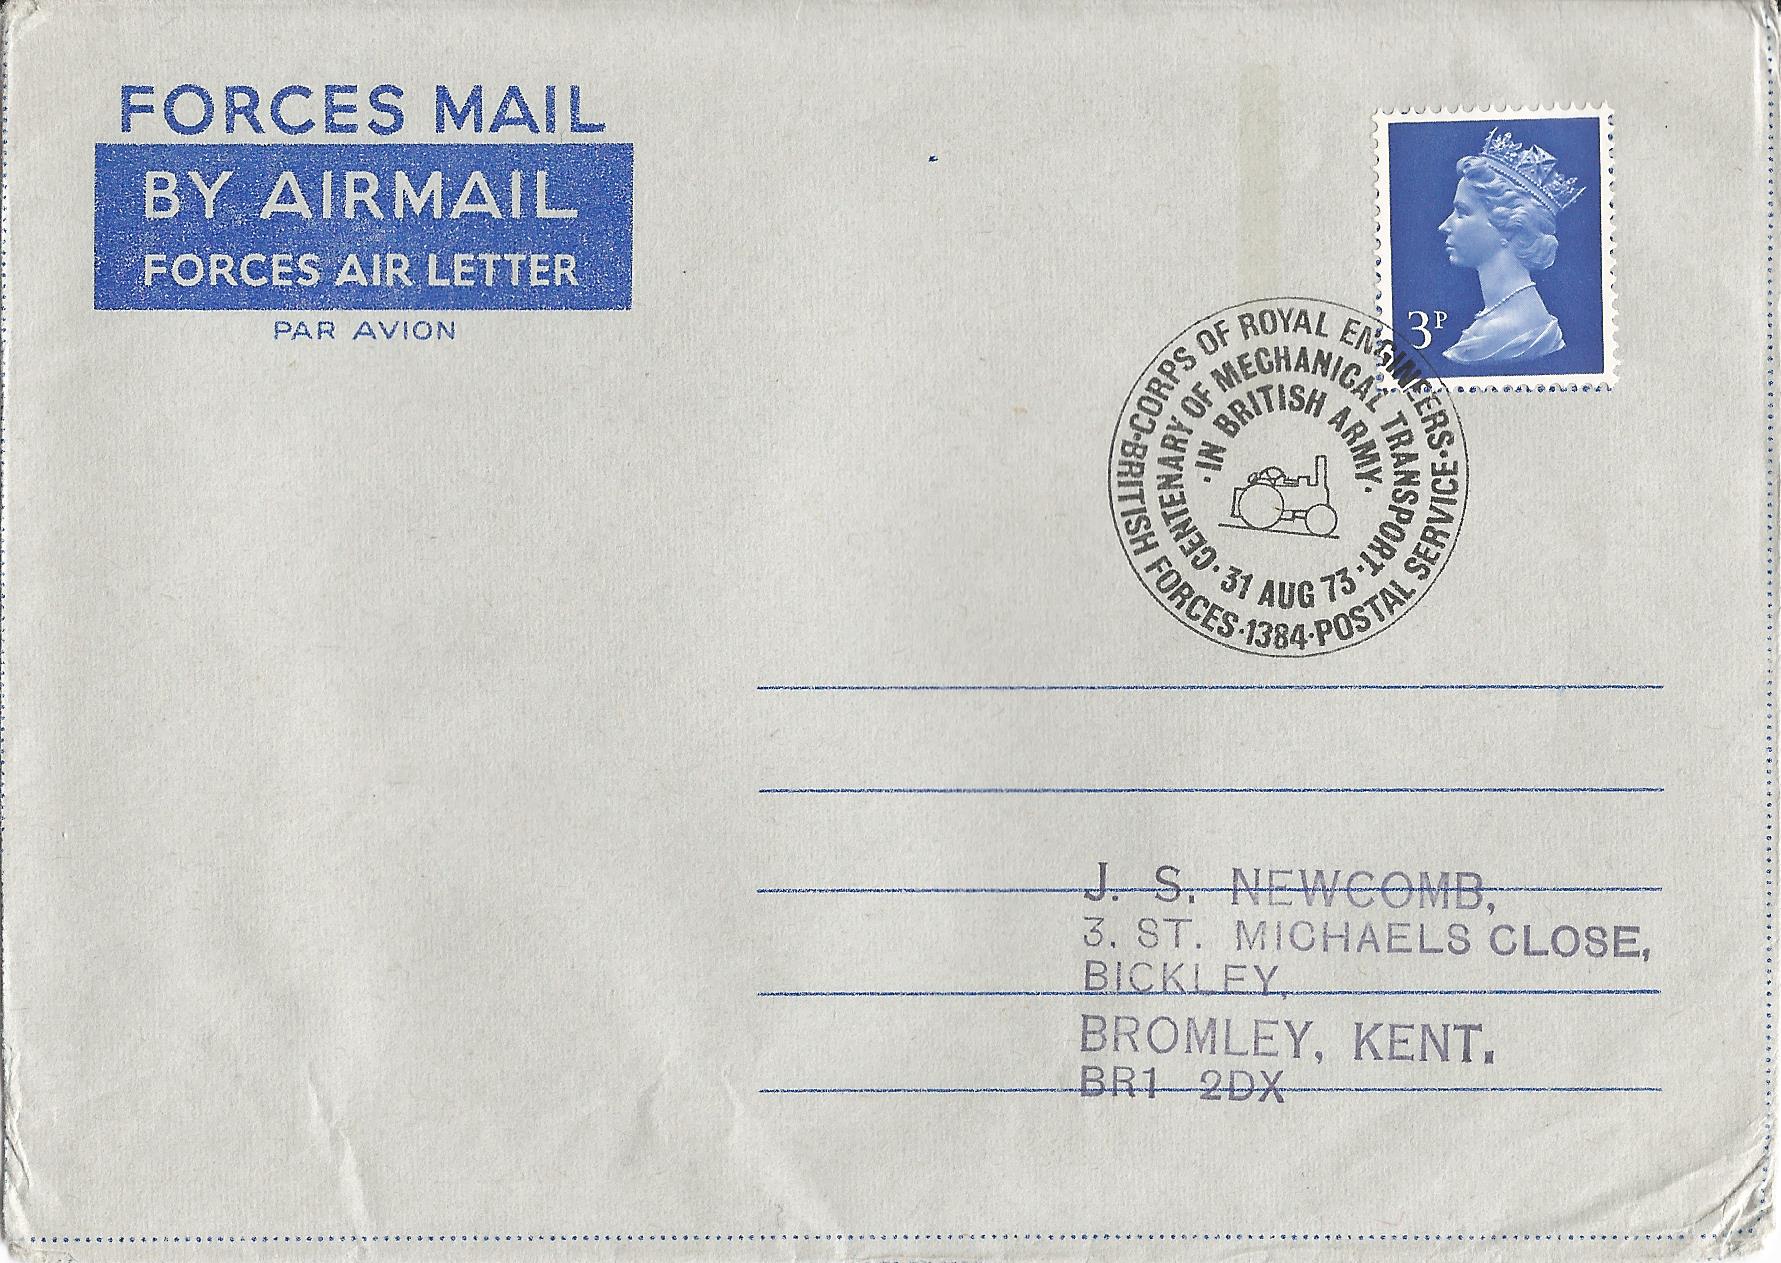 FORCES MAIL
BY AIRMAIL
FORCES AIR LETTER
PAR AVION
3P
BRITISH FORCES · CORPS OF ROYAL ENGINEERS · POSTAL SERVICE · 1384 ·
CENTENARY OF MECHANICAL TRANSPORT ·
· IN BRITISH ARMY ·
31 AUG 73
J. S. NEWCOMB,
3. ST. MICHAELS CLOSE,
BICKLEY,
BROMLEY, KENT.
BR1 2DX